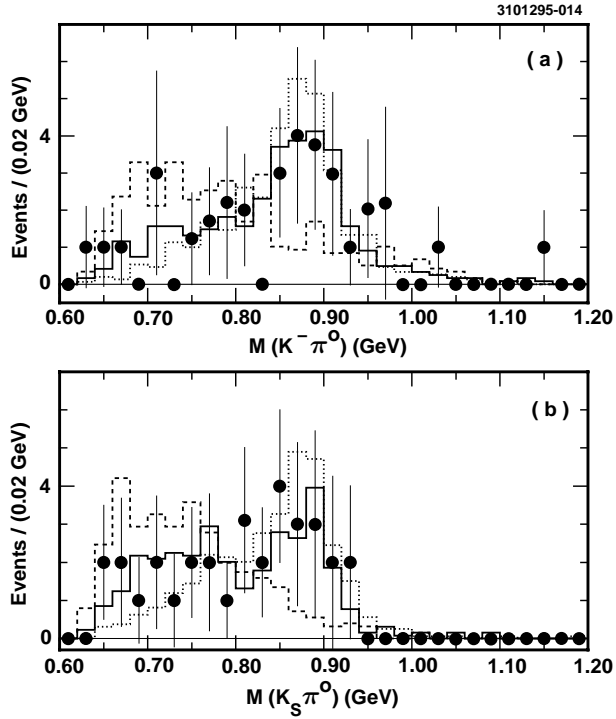 3101295-014
( a )
Events / (0.02 GeV)
4
0
0.60 0.70 0.80 0.90 1.00 1.10 1.20
M (K⁻π⁰) (GeV)
( b )
Events / (0.02 GeV)
4
0
0.60 0.70 0.80 0.90 1.00 1.10 1.20
M (K_S π⁰) (GeV)